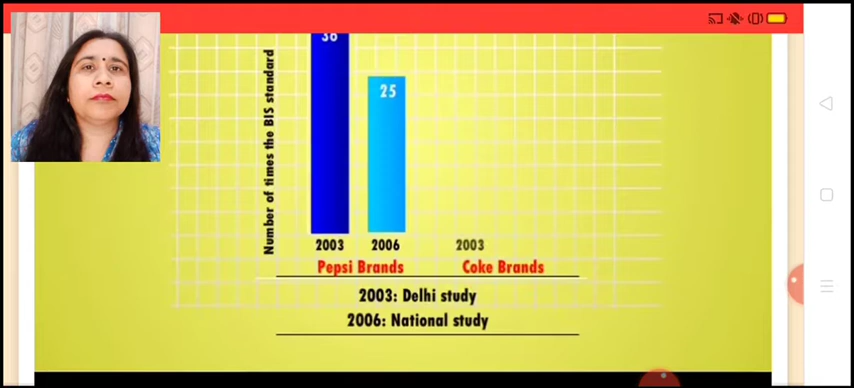 36
25
Number of times the BIS standard
2003 2006 2003
Pepsi Brands Coke Brands
2003: Delhi study
2006: National study